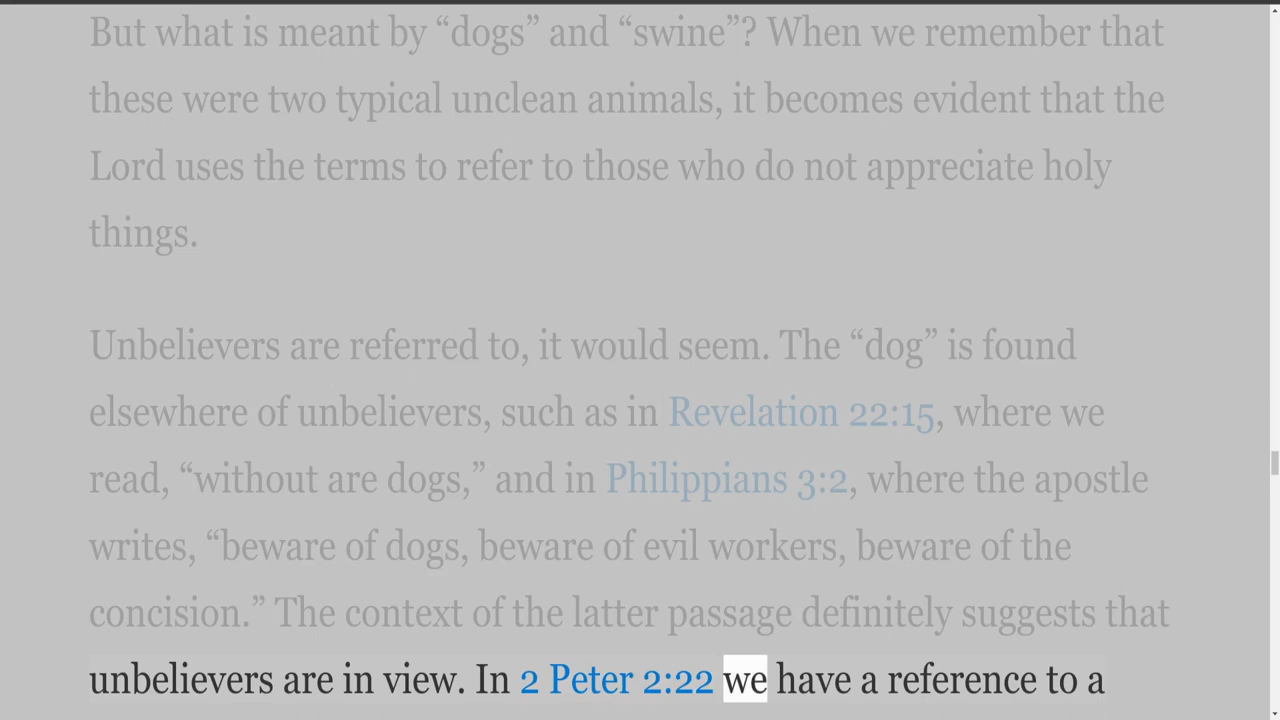 But what is meant by “dogs” and “swine”? When we remember that
these were two typical unclean animals, it becomes evident that the
Lord uses the terms to refer to those who do not appreciate holy
things.
Unbelievers are referred to, it would seem. The “dog” is found
elsewhere of unbelievers, such as in Revelation 22:15, where we
read, “without are dogs,” and in Philippians 3:2, where the apostle
writes, “beware of dogs, beware of evil workers, beware of the
concision.” The context of the latter passage definitely suggests that
unbelievers are in view. In 2 Peter 2:22 we have a reference to a